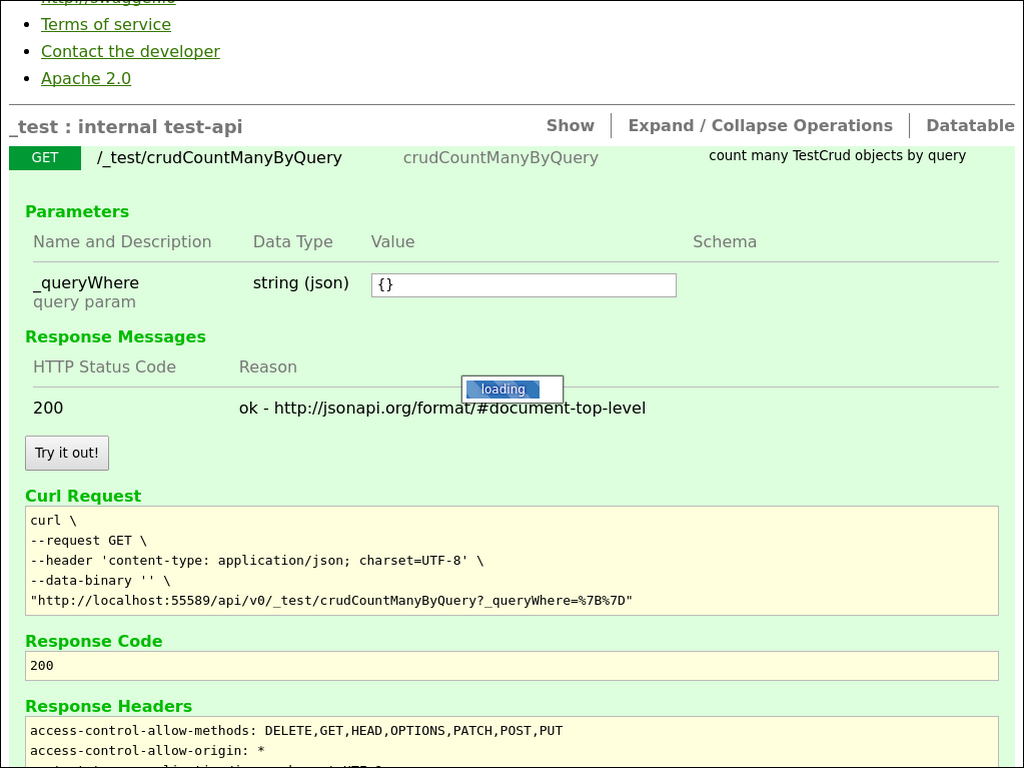 Terms of service
Contact the developer
Apache 2.0
_test : internal test-api
Show
Expand / Collapse Operations
Datatable
GET
/_test/crudCountManyByQuery
crudCountManyByQuery
count many TestCrud objects by query
Parameters
Name and Description
Data Type
Value
Schema
_queryWhere
query param
string (json)
{}
Response Messages
HTTP Status Code
Reason
loading
200
ok - http://jsonapi.org/format/#document-top-level
Try it out!
Curl Request
curl \
--request GET \
--header 'content-type: application/json; charset=UTF-8' \
--data-binary '' \
"http://localhost:55589/api/v0/_test/crudCountManyByQuery?_queryWhere=%7B%7D"
Response Code
200
Response Headers
access-control-allow-methods: DELETE,GET,HEAD,OPTIONS,PATCH,POST,PUT
access-control-allow-origin: *